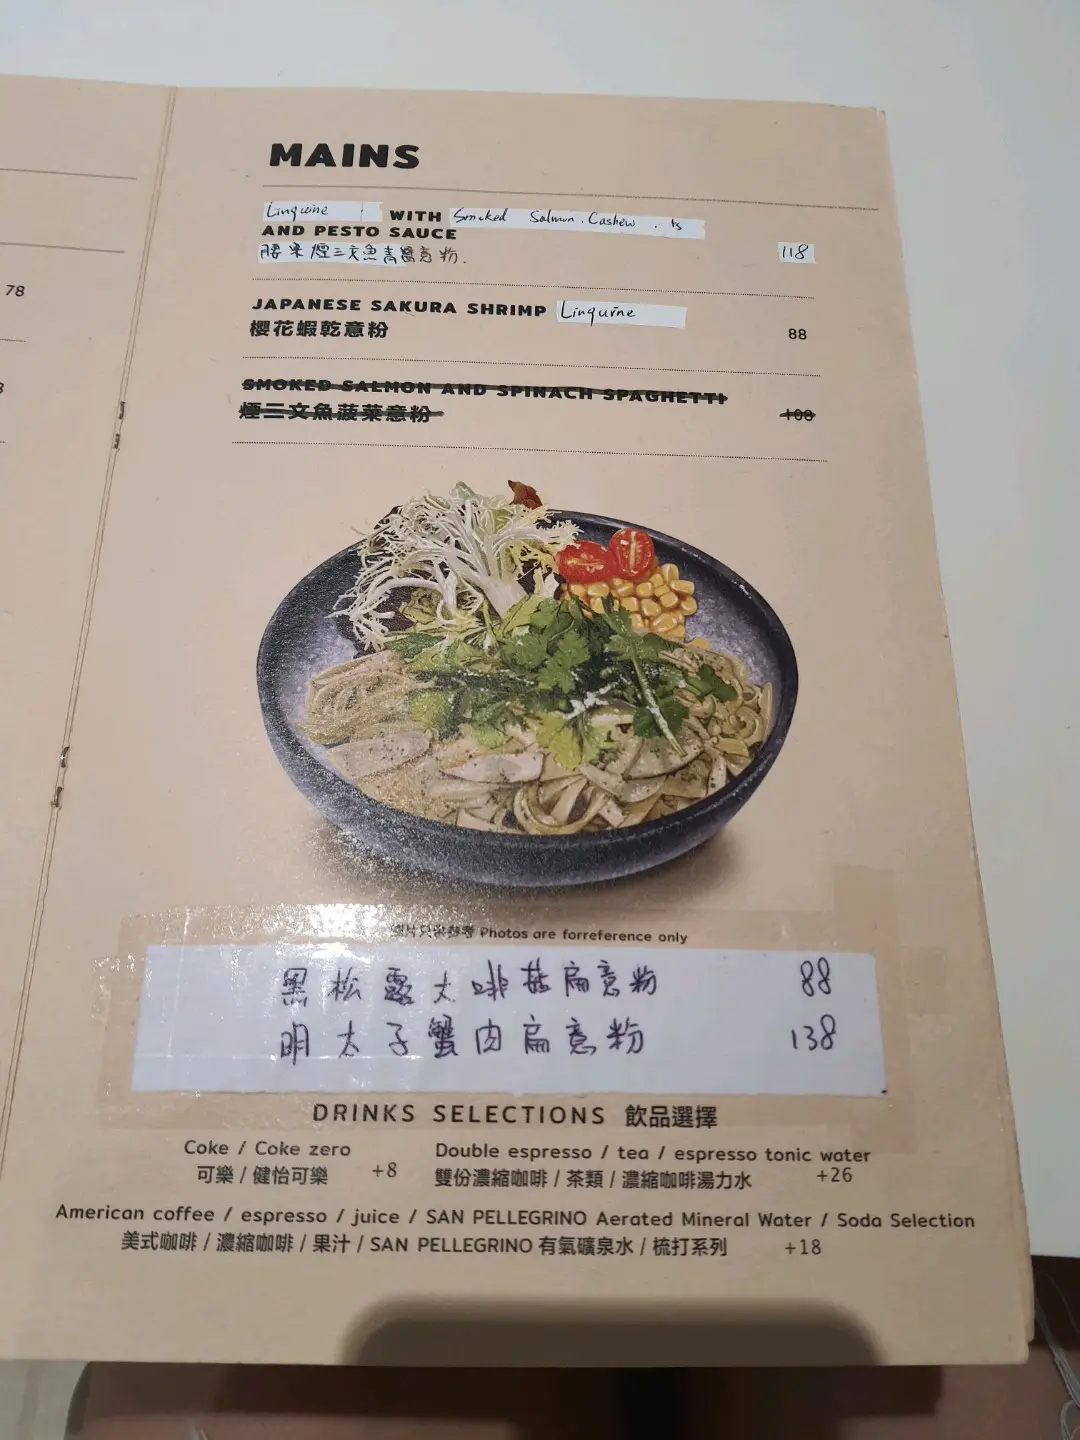 78
MAINS
Linguine WITH Smoked Salmon. Cashew
AND PESTO SAUCE
腰果煙三文魚青醬意粉. 118
JAPANESE SAKURA SHRIMP Linguine
櫻花蝦乾意粉 88
SMOKED SALMON AND SPINACH SPAGHETTI
煙三文魚菠菜意粉 108
Photos are forreference only
黑松露大啡菇扁意粉 88
明太子蟹肉扁意粉 138
DRINKS SELECTIONS 飲品選擇
Coke / Coke zero
可樂 / 健怡可樂 +8
Double espresso / tea / espresso tonic water
雙份濃縮咖啡 / 茶類 / 濃縮咖啡湯力水 +26
American coffee / espresso / juice / SAN PELLEGRINO Aerated Mineral Water / Soda Selection
美式咖啡 / 濃縮咖啡 / 果汁 / SAN PELLEGRINO 有氣礦泉水 / 梳打系列 +18